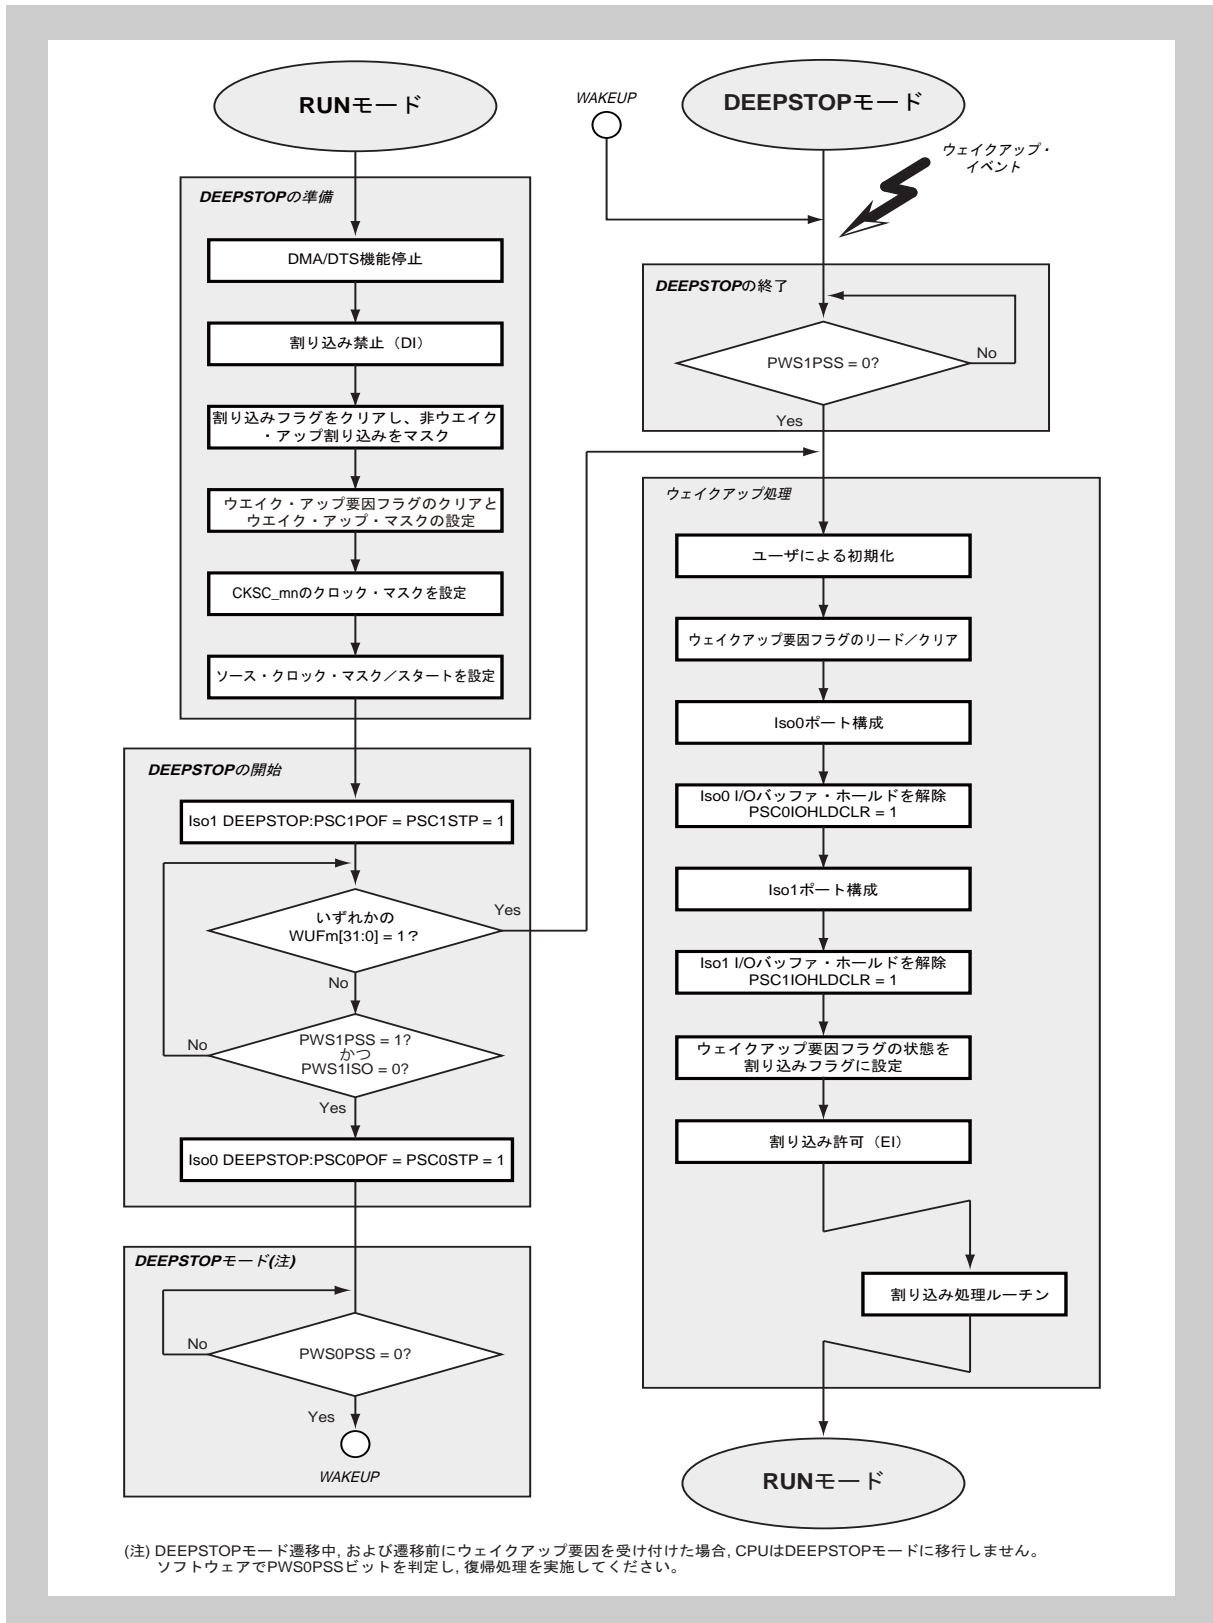 RUNモード
DEEPSTOPの準備
DMA/DTS機能停止
割り込み禁止（DI）
割り込みフラグをクリアし、非ウエイク
・アップ割り込みをマスク
ウエイク・アップ要因フラグのクリアと
ウエイク・アップ・マスクの設定
CKSC_mnのクロック・マスクを設定
ソース・クロック・マスク／スタートを設定
DEEPSTOPの開始
Iso1 DEEPSTOP:PSC1POF = PSC1STP = 1
いずれかの
WUFm[31:0] = 1？
Yes
No
PWS1PSS = 1?
かつ
PWS1ISO = 0?
No
Yes
Iso0 DEEPSTOP:PSC0POF = PSC0STP = 1
DEEPSTOPモード(注)
PWS0PSS = 0?
No
Yes
WAKEUP
WAKEUP
DEEPSTOPモード
ウェイクアップ・
イベント
DEEPSTOPの終了
PWS1PSS = 0?
No
Yes
ウェイクアップ処理
ユーザによる初期化
ウェイクアップ要因フラグのリード／クリア
Iso0ポート構成
Iso0 I/Oバッファ・ホールドを解除
PSC0IOHLDCLR = 1
Iso1ポート構成
Iso1 I/Oバッファ・ホールドを解除
PSC1IOHLDCLR = 1
ウェイクアップ要因フラグの状態を
割り込みフラグに設定
割り込み許可（EI）
割り込み処理ルーチン
RUNモード
(注) DEEPSTOPモード遷移中, および遷移前にウェイクアップ要因を受け付けた場合, CPUはDEEPSTOPモードに移行しません。
ソフトウェアでPWS0PSSビットを判定し, 復帰処理を実施してください。